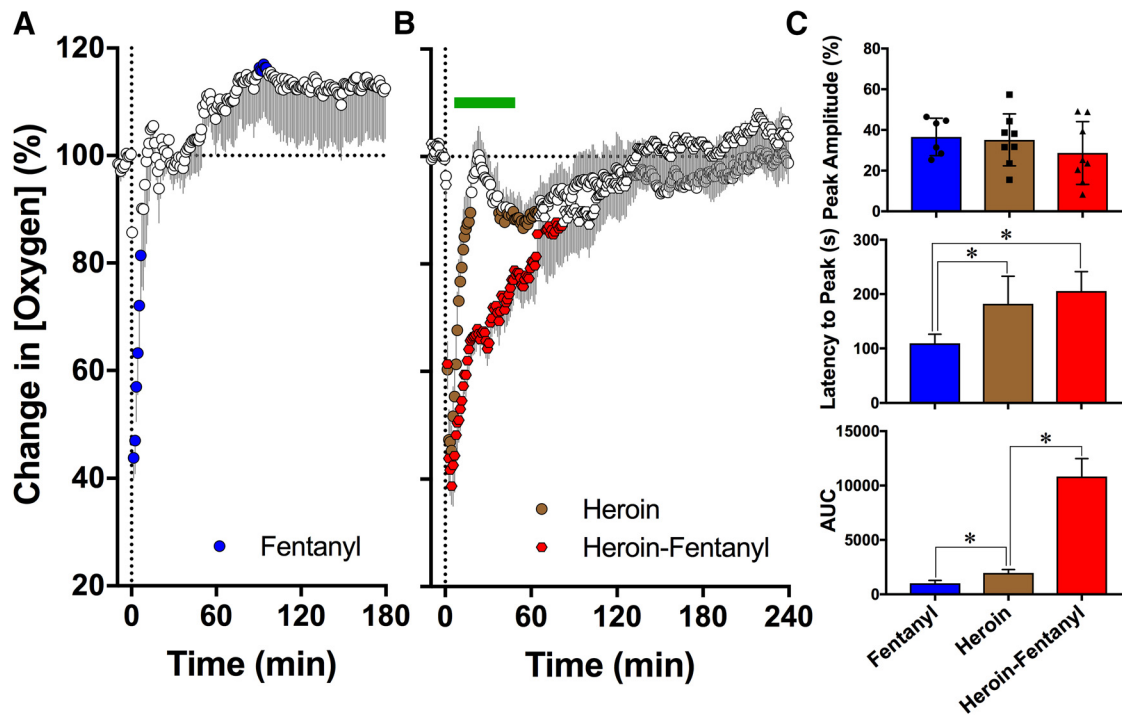 A
B
C
120
100
80
60
40
20
Change in [Oxygen] (%)
Fentanyl
0
60
120
180
Time (min)
Heroin
Heroin-Fentanyl
0
60
120
180
240
Time (min)
Peak Amplitude (%)
80
60
40
20
0
Latency to Peak (s)
300
200
100
0
*
*
AUC
15000
10000
5000
0
*
*
Fentanyl
Heroin
Heroin-Fentanyl